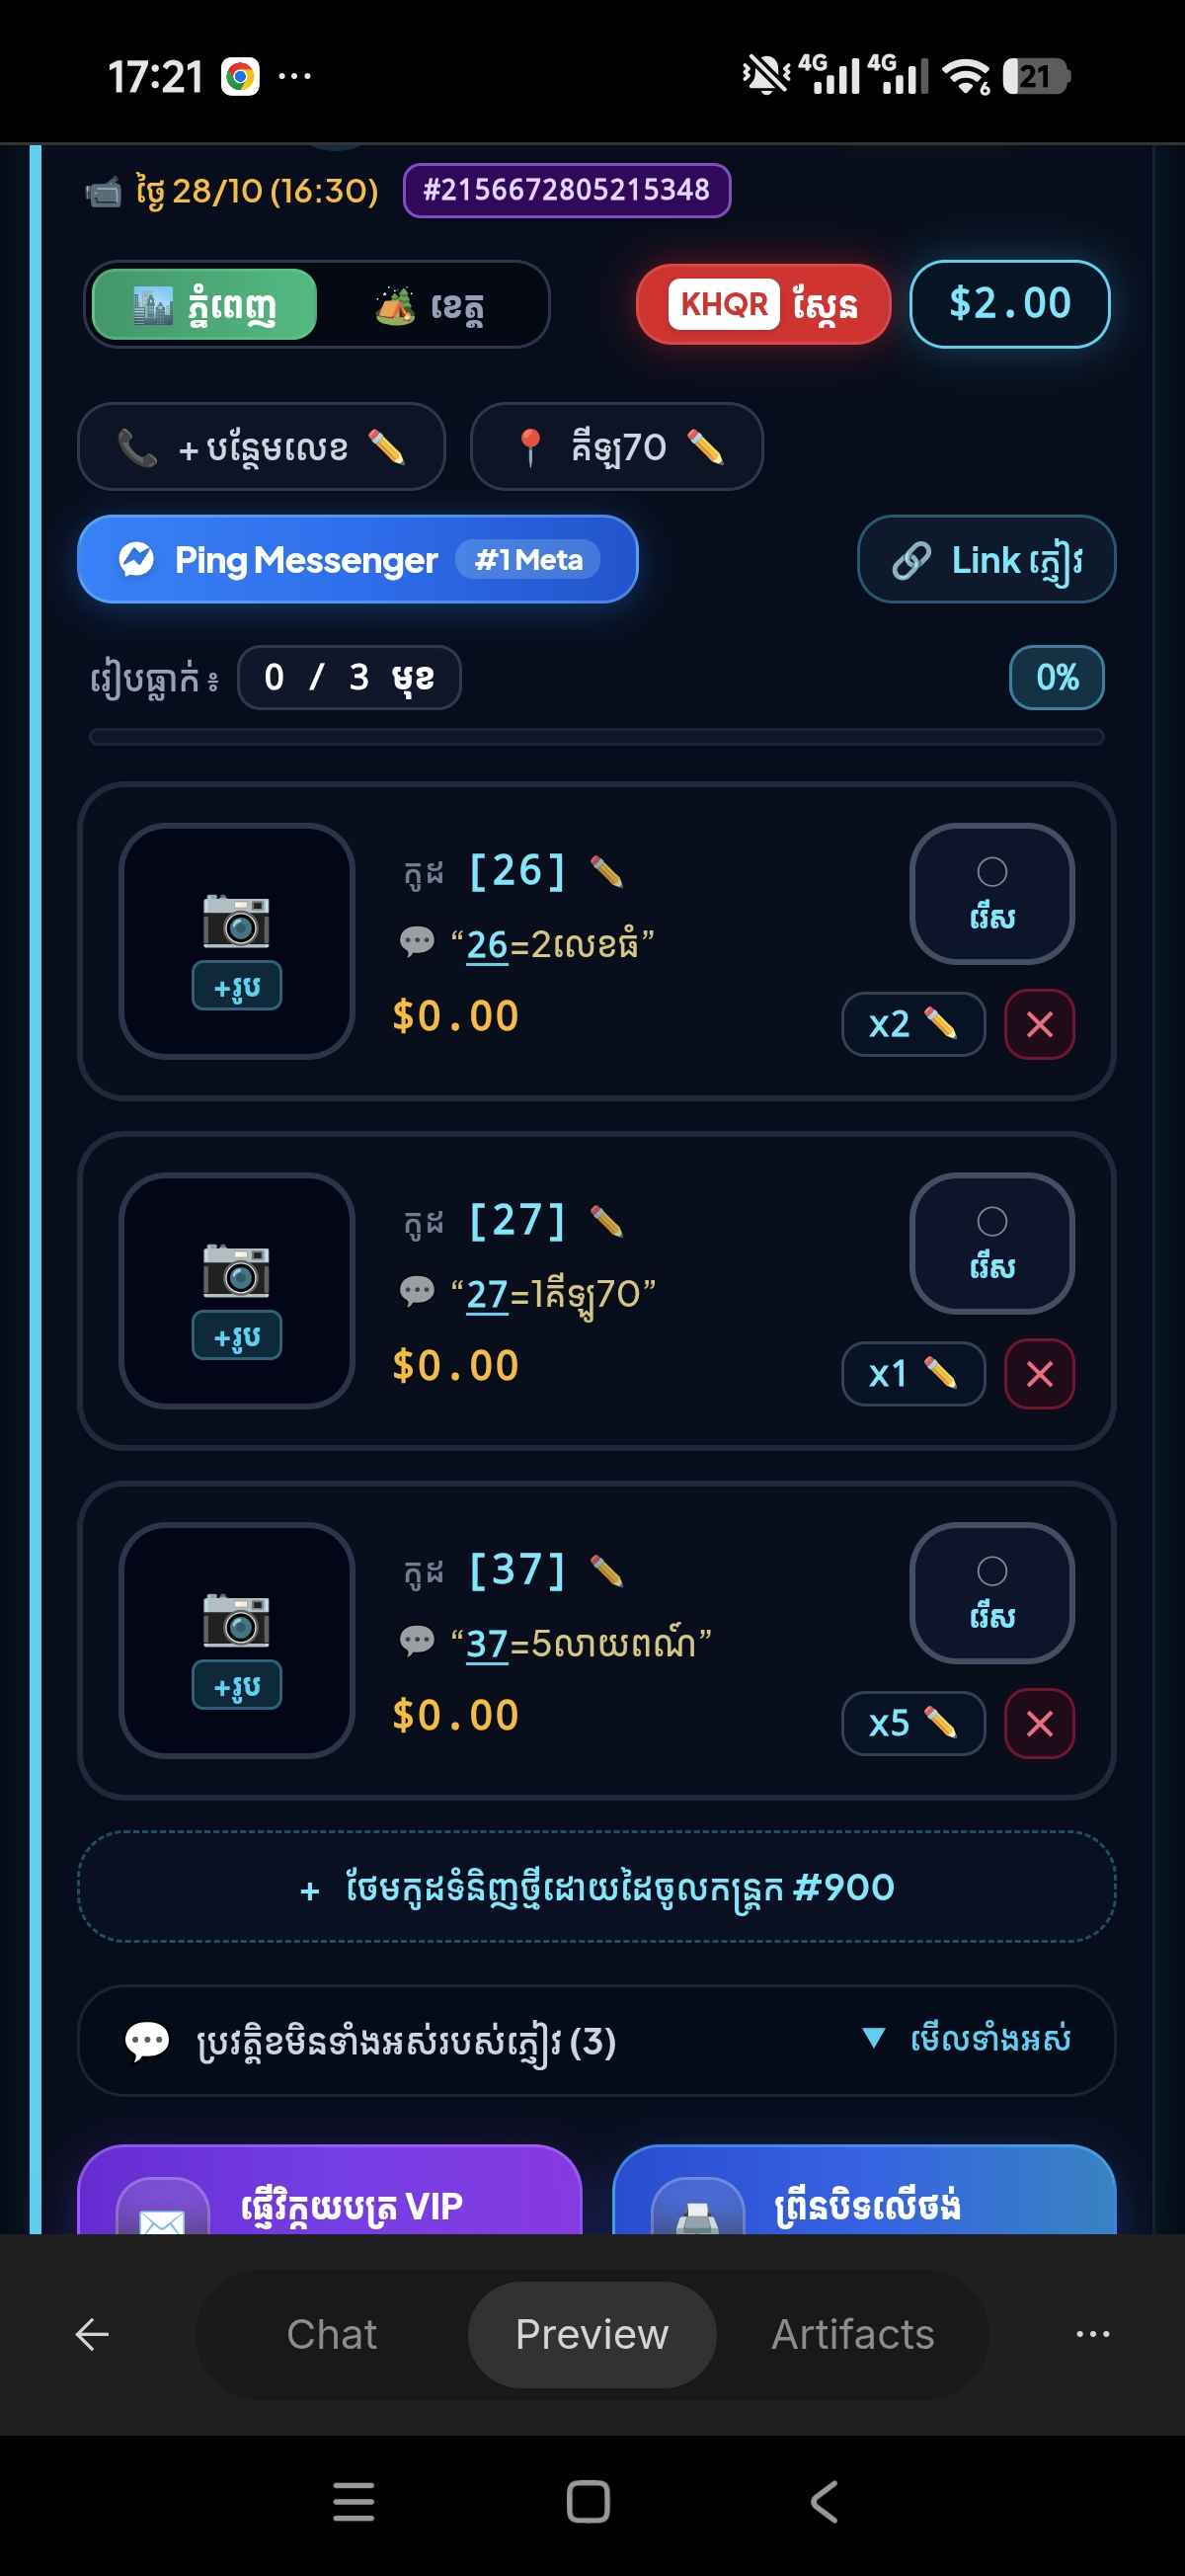 17:21 ... 4G 4G 6 21
ថ្ងៃ 28/10 (16:30) #2156672805215348
ភ្នំពេញ ខេត្ត KHQR ស្កែន $2.00
+ បន្ថែមលេខ គីឡូ70
Ping Messenger #1 Meta Link ភ្ញៀវ
រៀបធ្លាក់ ៖ 0 / 3 មុខ 0%
កូដ [26]
រើស
+រូប
“26=2លេខធំ”
$0.00
x2
កូដ [27]
រើស
+រូប
“27=1គីឡូ70”
$0.00
x1
កូដ [37]
រើស
+រូប
“37=5លាយពណ៍”
$0.00
x5
+ ថែមកូដទំនិញថ្មីដោយដៃចូលកន្ត្រក #900
ប្រវត្តិខមិនទាំងអស់របស់ភ្ញៀវ (3) ▼ មើលទាំងអស់
ផ្ញើវិក្កយបត្រ VIP ព្រីនបិទលើថង់
Chat Preview Artifacts